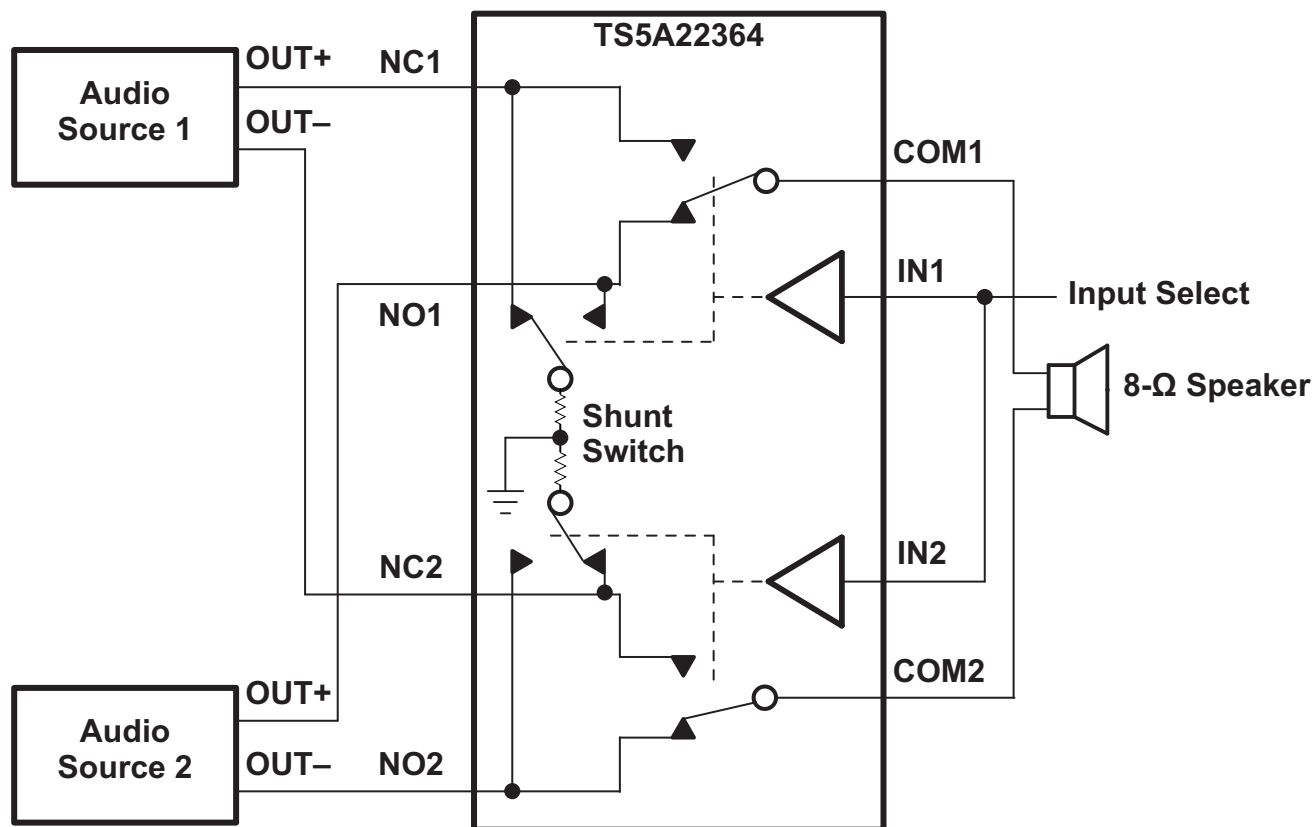 TS5A22364
OUT+
NC1
Audio
Source 1
OUT–
COM1
IN1
Input Select
NO1
8-Ω Speaker
Shunt
Switch
IN2
NC2
COM2
OUT+
Audio
Source 2
OUT–
NO2